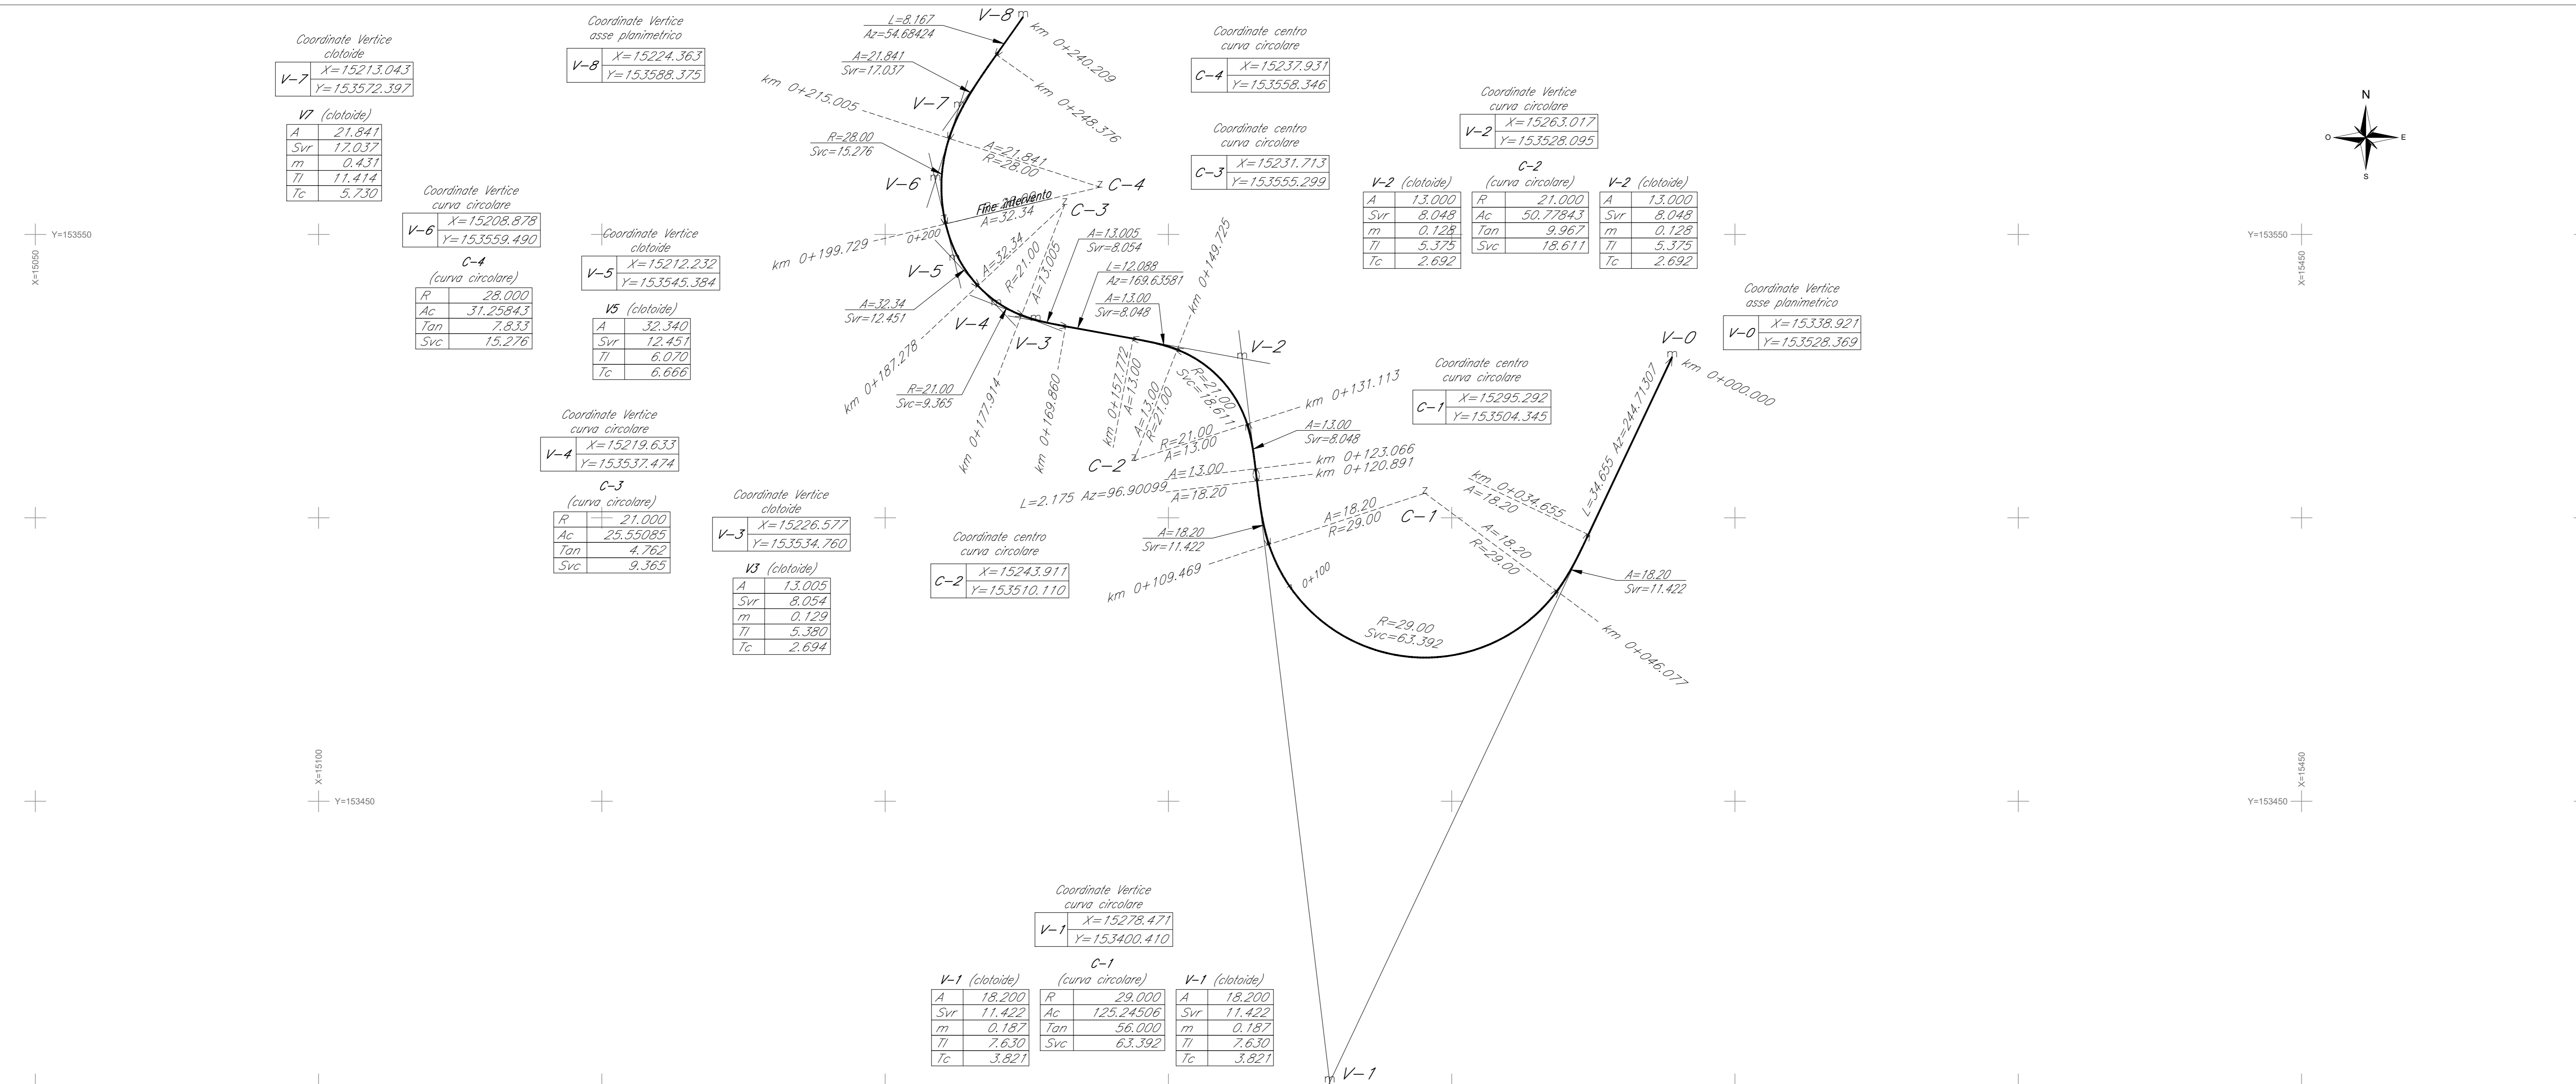 Coordinate Vertice
clotoide
V-7 X=15213.043
Y=153572.397
V7 (clotoide)
A 21.841
Svr 17.037
m 0.431
Tl 11.414
Tc 5.730
Coordinate Vertice
asse planimetrico
V-8 X=15224.363
Y=153588.375
Coordinate Vertice
curva circolare
V-6 X=15208.878
Y=153559.490
C-4
(curva circolare)
R 28.000
Ac 31.25843
Tan 7.833
Svc 15.276
Coordinate Vertice
clotoide
V-5 X=15212.232
Y=153545.384
V5 (clotoide)
A 32.340
Svr 12.451
Tl 6.070
Tc 6.666
Coordinate Vertice
curva circolare
V-4 X=15219.633
Y=153537.474
C-3
(curva circolare)
R 21.000
Ac 25.55085
Tan 4.762
Svc 9.365
Coordinate Vertice
clotoide
V-3 X=15226.577
Y=153534.760
V3 (clotoide)
A 13.005
Svr 8.054
m 0.129
Tl 5.380
Tc 2.694
V-8
m
L=8.167
Az=54.68424
km 0+240.209
A=21.841
Svr=17.037
km 0+215.005
V-7
m
km 0+248.376
R=28.00
Svc=15.276
A=21.841
R=28.00
V-6
m
C-4
Fine intervento
A=32.34
C-3
0+200
km 0+199.729
A=32.34
R=21.00
A=13.005
A=13.005
Svr=8.054
km 0+149.725
V-5
m
L=12.088
Az=169.63581
A=32.34
Svr=12.451
A=13.00
Svr=8.048
V-4
m
V-3
m
km 0+187.278
R=21.00
Svc=9.365
km 0+177.914
km 0+169.860
km 0+157.772
A=13.00
A=13.00
R=21.00
R=21.00
Svc=18.611
V-2
m
C-2
R=21.00
A=13.00
km 0+131.113
A=13.00
Svr=8.048
A=13.00
km 0+123.066
km 0+120.891
L=2.175 Az=96.90099
A=18.20
A=18.20
R=29.00
C-1
A=18.20
Svr=11.422
km 0+109.469
0+100
R=29.00
Svc=63.392
A=18.20
R=29.00
km 0+034.655
A=18.20
L=34.655 Az=244.71307
A=18.20
Svr=11.422
km 0+046.077
V-0
m
km 0+000.000
Coordinate centro
curva circolare
C-4 X=15237.931
Y=153558.346
Coordinate centro
curva circolare
C-3 X=15231.713
Y=153555.299
Coordinate Vertice
curva circolare
V-2 X=15263.017
Y=153528.095
V-2 (clotoide)
A 13.000
Svr 8.048
m 0.128
Tl 5.375
Tc 2.692
C-2
(curva circolare)
R 21.000
Ac 50.77843
Tan 9.967
Svc 18.611
V-2 (clotoide)
A 13.000
Svr 8.048
m 0.128
Tl 5.375
Tc 2.692
Coordinate Vertice
asse planimetrico
V-0 X=15338.921
Y=153528.369
Coordinate centro
curva circolare
C-1 X=15295.292
Y=153504.345
Coordinate centro
curva circolare
C-2 X=15243.911
Y=153510.110
Coordinate Vertice
curva circolare
V-1 X=15278.471
Y=153400.410
V-1 (clotoide)
A 18.200
Svr 11.422
m 0.187
Tl 7.630
Tc 3.821
C-1
(curva circolare)
R 29.000
Ac 125.24506
Tan 56.000
Svc 63.392
V-1 (clotoide)
A 18.200
Svr 11.422
m 0.187
Tl 7.630
Tc 3.821
m V-1
N
O
E
S
Y=153550
X=15050
X=15100
Y=153450
Y=153550
X=15450
X=15450
Y=153450